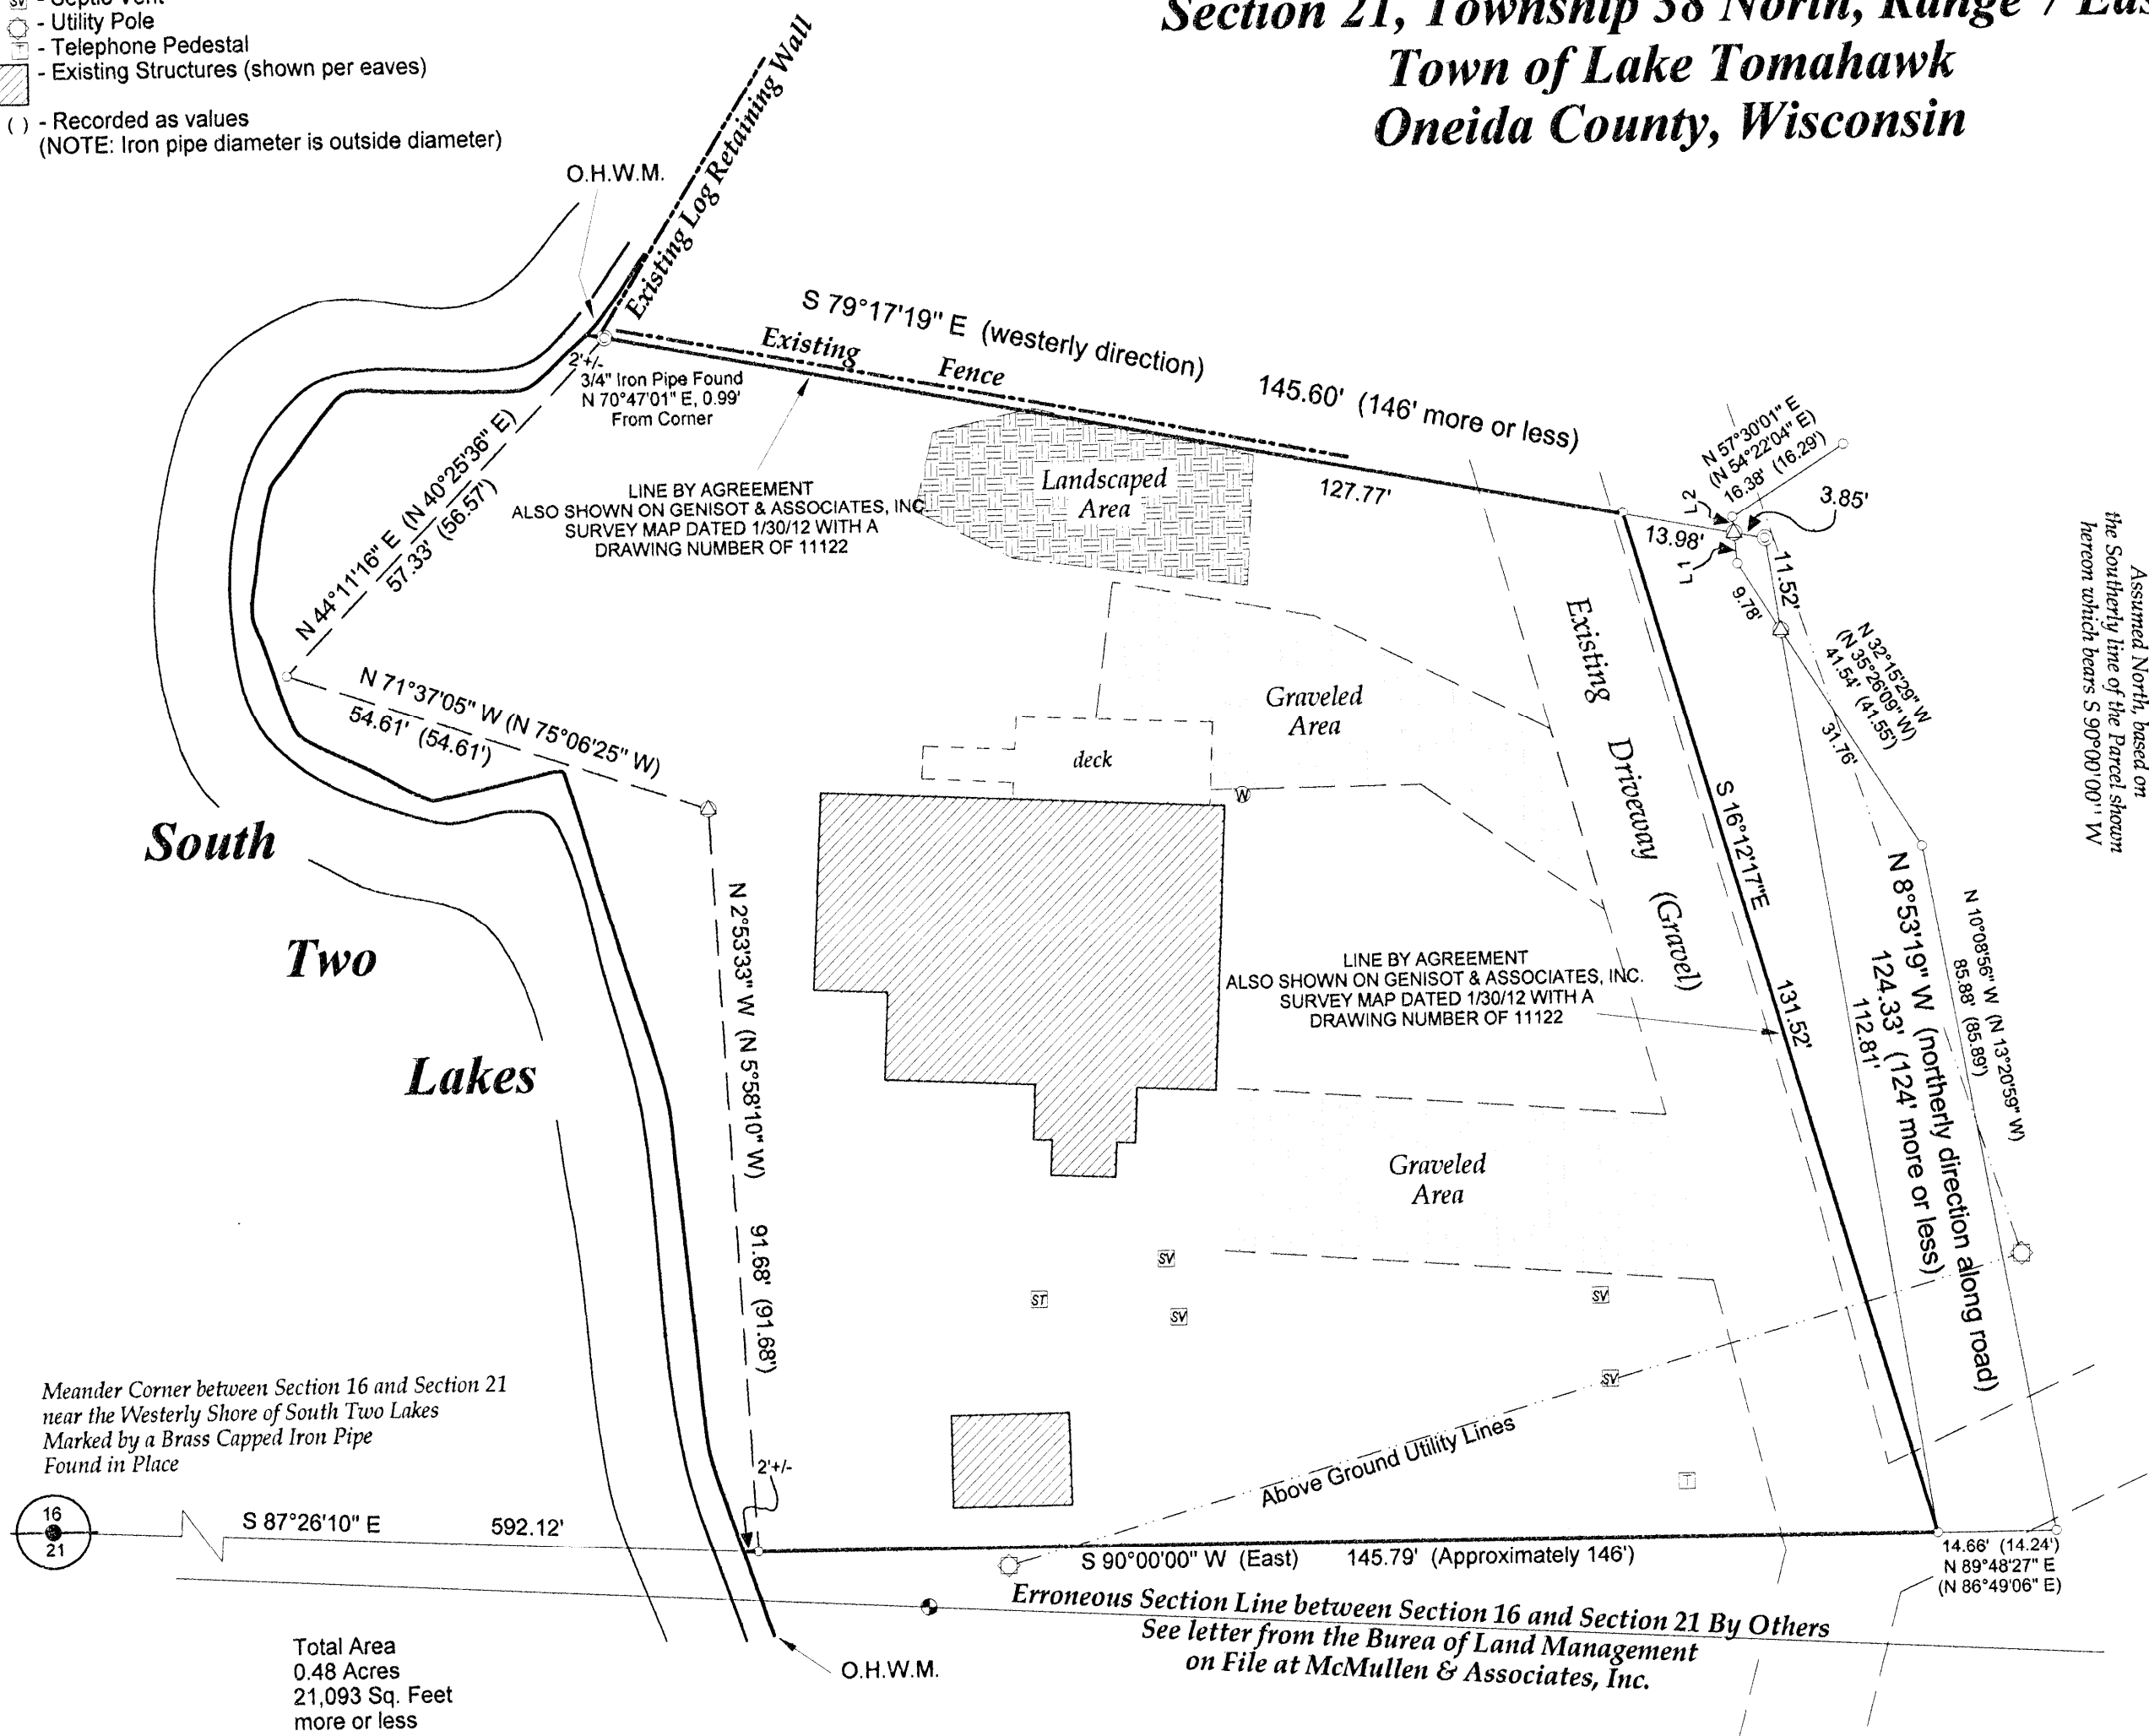 SV - Septic Vent
- Utility Pole
T - Telephone Pedestal
- Existing Structures (shown per eaves)
( ) - Recorded as values
(NOTE: Iron pipe diameter is outside diameter)
Section 21, Township 38 North, Range 7
Town of Lake Tomahawk
Oneida County, Wisconsin
O.H.W.M.
Existing Log Retaining Wall
S 79°17'19" E (westerly direction)
145.60' (146' more or less)
Existing Fence
2'+/-
3/4" Iron Pipe Found
N 70°47'01" E, 0.99'
From Corner
127.77'
LINE BY AGREEMENT
ALSO SHOWN ON GENISOT & ASSOCIATES, INC.
SURVEY MAP DATED 1/30/12 WITH A
DRAWING NUMBER OF 11122
Landscaped
Area
N 57°30'01" E
(N 54°22'04" E)
16.38' (16.29')
L2
3.85'
13.98'
L1
11.52'
9.78'
N 32°15'29" W
(N 35°26'09" W)
41.54' (41.55')
31.76'
Assumed North, based on
the Southerly line of the Parcel shown
hereon which bears S 90°00'00" W
N 44°11'16" E (N 40°25'36" E)
57.33' (56.57')
N 71°37'05" W (N 75°06'25" W)
54.61' (54.61')
Graveled
Area
deck
W
Existing Driveway (Gravel)
S 16°12'17"E
131.52'
South
Two
Lakes
N 2°53'33" W (N 5°58'10" W) 91.68' (91.68')
LINE BY AGREEMENT
ALSO SHOWN ON GENISOT & ASSOCIATES, INC.
SURVEY MAP DATED 1/30/12 WITH A
DRAWING NUMBER OF 11122
N 8°53'19" W (northerly direction along road)
124.33' (124' more or less)
112.81'
N 10°08'56" W (N 13°20'59" W)
85.88' (85.89')
Graveled
Area
SV
ST
SV
SV
SV
T
Above Ground Utility Lines
Meander Corner between Section 16 and Section 21
near the Westerly Shore of South Two Lakes
Marked by a Brass Capped Iron Pipe
Found in Place
2'+/-
16
21
S 87°26'10" E 592.12'
S 90°00'00" W (East) 145.79' (Approximately 146')
14.66' (14.24')
N 89°48'27" E
(N 86°49'06" E)
Erroneous Section Line between Section 16 and Section 21 By Others
See letter from the Burea of Land Management
on File at McMullen & Associates, Inc.
O.H.W.M.
Total Area
0.48 Acres
21,093 Sq. Feet
more or less